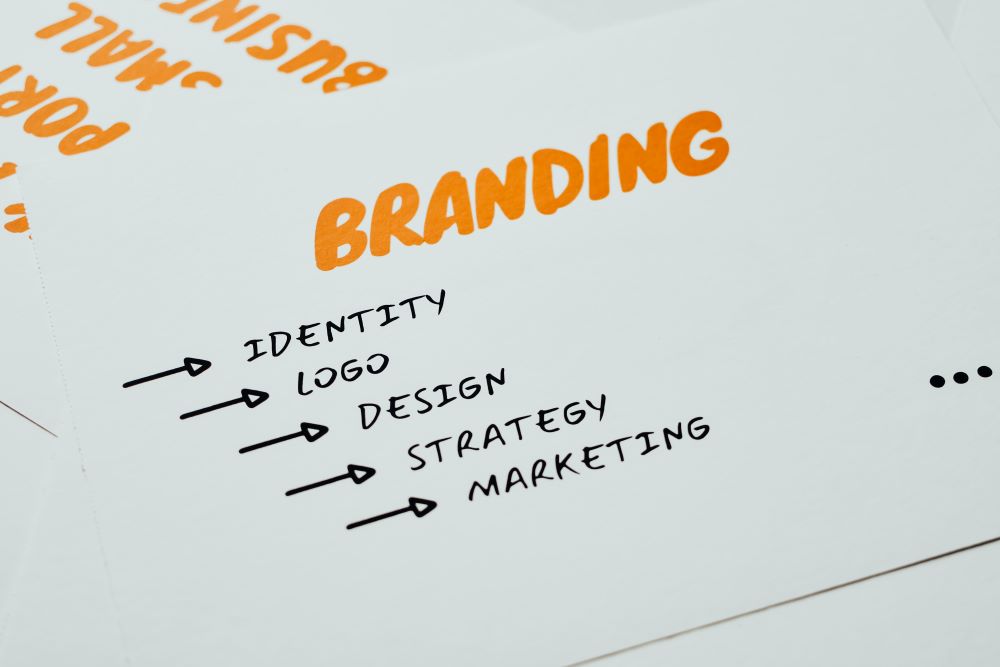 BUSINE
SMALL
PORT
BRANDING
IDENTITY
LOGO
DESIGN
STRATEGY
MARKETING
...